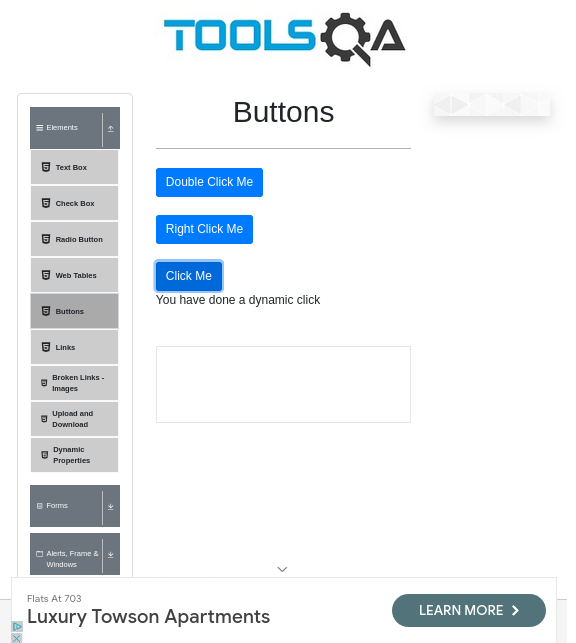 TOOLSQA
Elements
Text Box
Check Box
Radio Button
Web Tables
Buttons
Links
Broken Links -
Images
Upload and
Download
Dynamic
Properties
Forms
Alerts, Frame &
Windows
Buttons
Double Click Me
Right Click Me
Click Me
You have done a dynamic click
Flats At 703
Luxury Towson Apartments
LEARN MORE